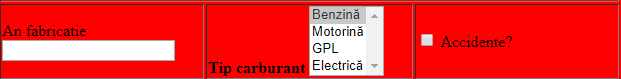 An fabricatie
Tip carburant
Benzină
Motorină
GPL
Electrică
Accidente?